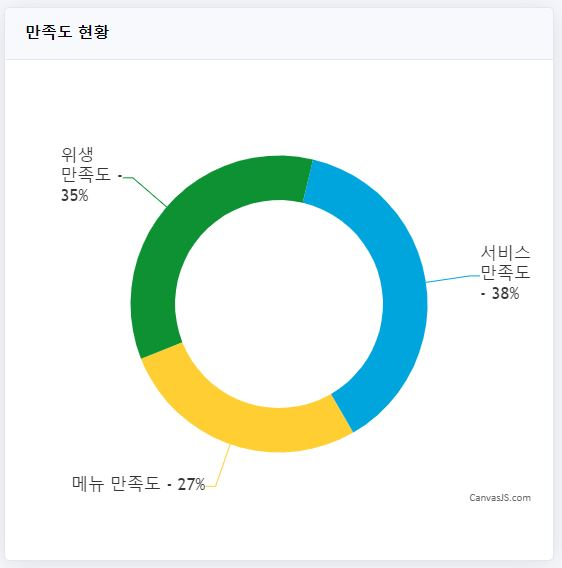 만족도 현황
위생
만족도 -
35%
서비스
만족도
- 38%
메뉴 만족도 - 27%
CanvasJS.com